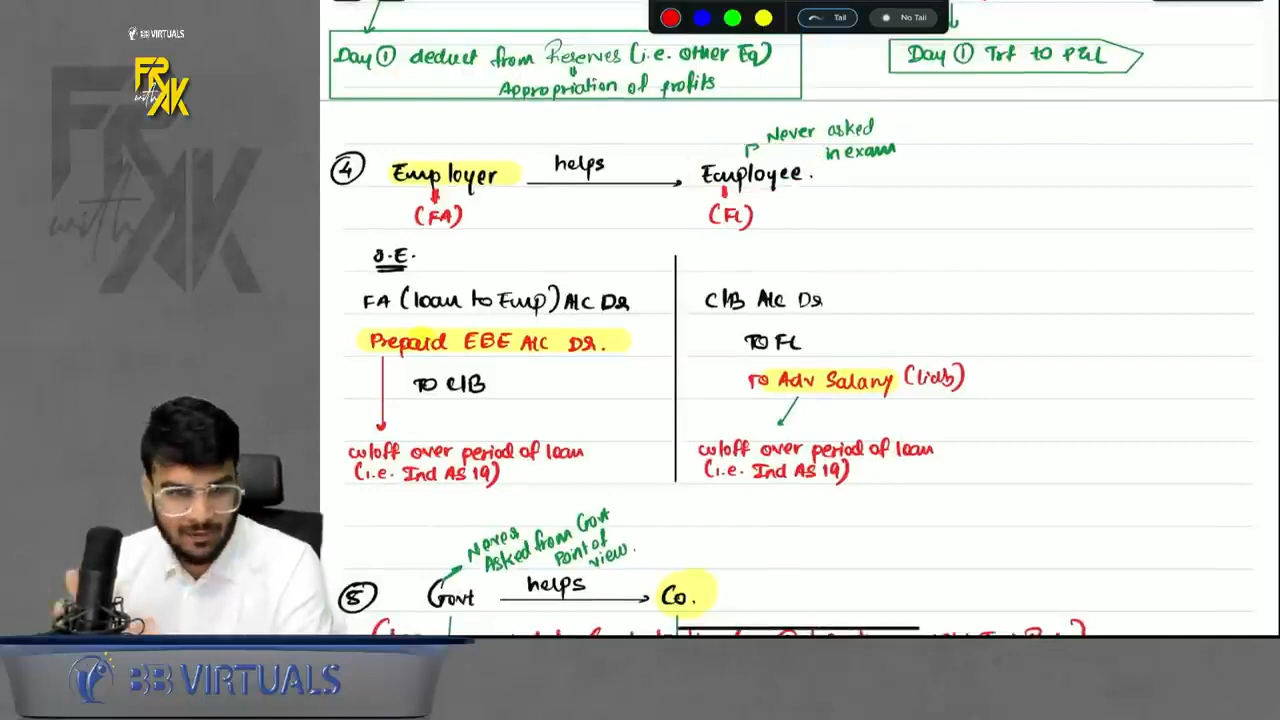 BB VIRTUALS
FR
with
KK
Tail
No Tail
Day ① deduct from Reserves (i.e. other Eq)
Appropriation of profits
Day ① Trf to P&L
④ Employer helps Employee.
Never asked
in exam
(FA)
(FL)
J.E.
FA (loan to Emp) A/c Dr
Prepaid EBE A/c Dr.
To C/B
w/off over period of loan
(i.e. Ind AS 19)
C/B A/c Dr
To FL
To Adv Salary (Liab)
w/off over period of loan
(i.e. Ind AS 19)
Never
Asked from Govt
Point of
view.
⑤ Govt helps Co.
BB VIRTUALS